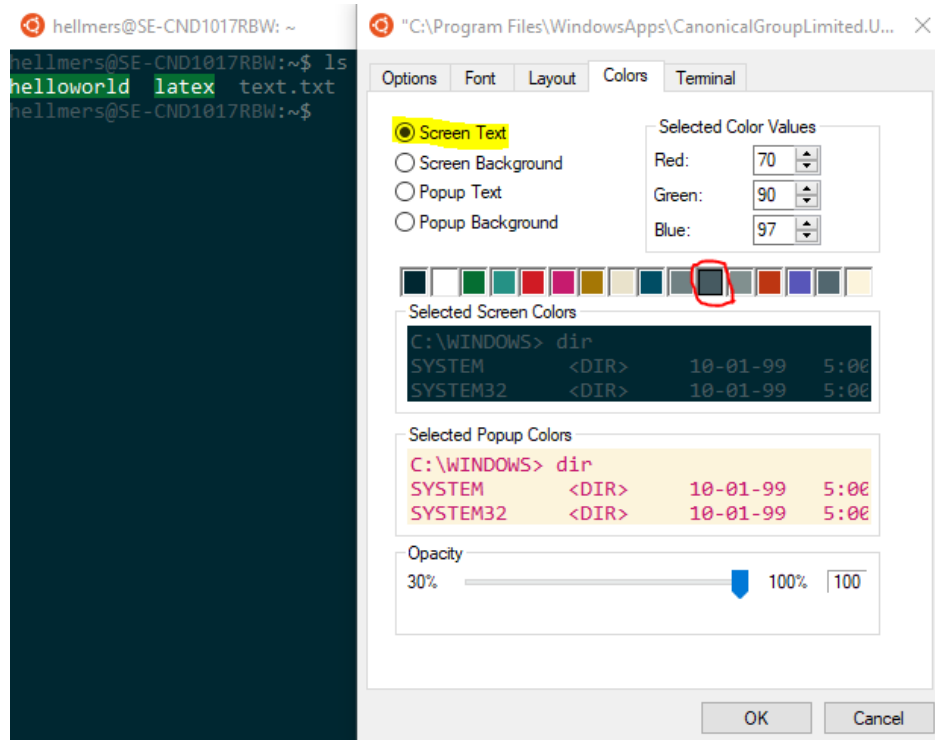 hellmers@SE-CND1017RBW: ~
hellmers@SE-CND1017RBW:~$ ls
helloworld latex text.txt
hellmers@SE-CND1017RBW:~$
"C:\Program Files\WindowsApps\CanonicalGroupLimited.U...
Options Font Layout Colors Terminal
Screen Text
Screen Background
Popup Text
Popup Background
Selected Color Values
Red: 70
Green: 90
Blue: 97
Selected Screen Colors
C:\WINDOWS> dir
SYSTEM <DIR> 10-01-99 5:00
SYSTEM32 <DIR> 10-01-99 5:00
Selected Popup Colors
C:\WINDOWS> dir
SYSTEM <DIR> 10-01-99 5:00
SYSTEM32 <DIR> 10-01-99 5:00
Opacity
30% 100% 100
OK Cancel